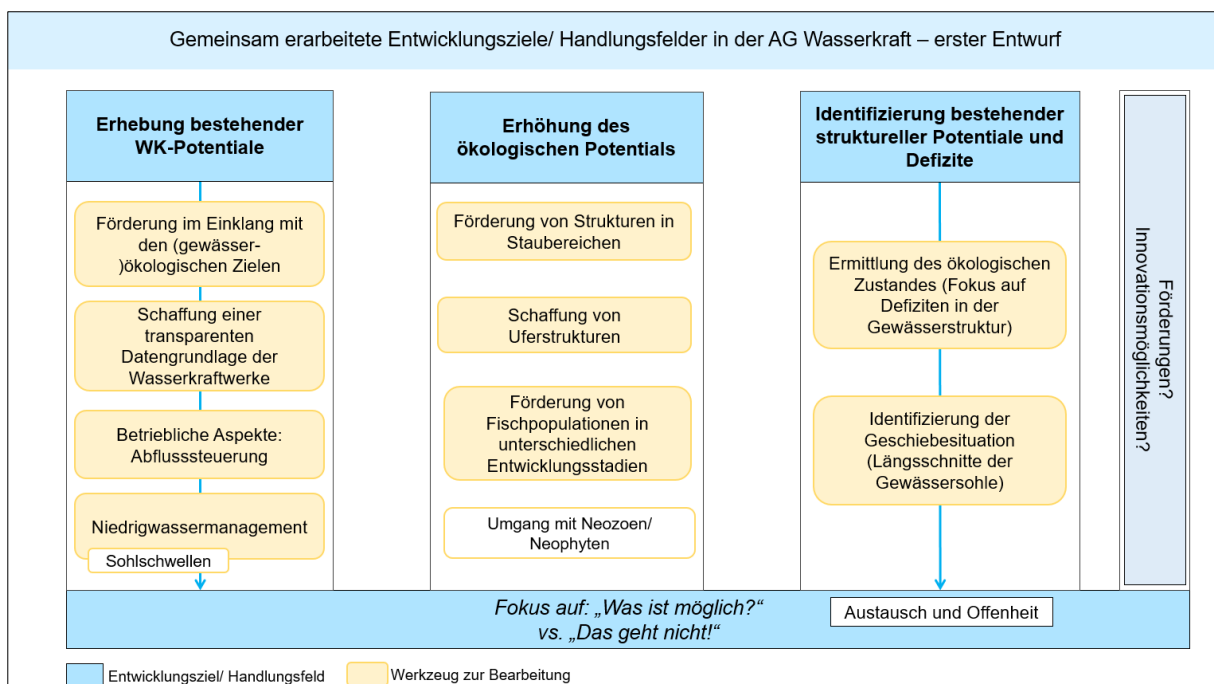 Gemeinsam erarbeitete Entwicklungsziele/ Handlungsfelder in der AG Wasserkraft – erster Entwurf
Erhebung bestehender
WK-Potentiale
Förderung im Einklang mit
den (gewässer-
)ökologischen Zielen
Schaffung einer
transparenten
Datengrundlage der
Wasserkraftwerke
Betriebliche Aspekte:
Abflusssteuerung
Niedrigwassermanagement
Sohlschwellen
Erhöhung des
ökologischen Potentials
Förderung von Strukturen in
Staubereichen
Schaffung von
Uferstrukturen
Förderung von
Fischpopulationen in
unterschiedlichen
Entwicklungsstadien
Umgang mit Neozoen/
Neophyten
Identifizierung bestehender
struktureller Potentiale und
Defizite
Ermittlung des ökologischen
Zustandes (Fokus auf
Defiziten in der
Gewässerstruktur)
Identifizierung der
Geschiebesituation
(Längsschnitte der
Gewässersohle)
Förderungen?
Innovationsmöglichkeiten?
Fokus auf: „Was ist möglich?“
vs. „Das geht nicht!“
Austausch und Offenheit
Entwicklungsziel/ Handlungsfeld
Werkzeug zur Bearbeitung